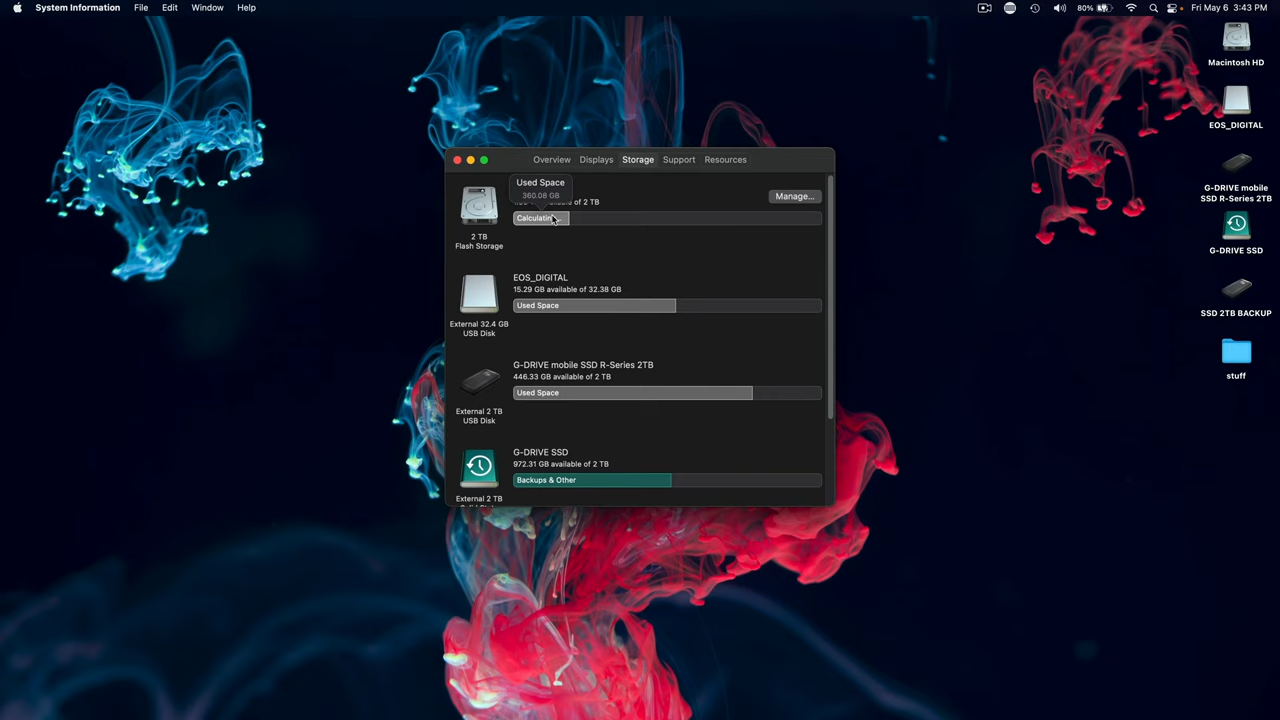 System Information File Edit Window Help
80% Fri May 6 3:43 PM
Macintosh HD
EOS_DIGITAL
G-DRIVE mobile
SSD R-Series 2TB
G-DRIVE SSD
SSD 2TB BACKUP
stuff
Overview Displays Storage Support Resources
Used Space
360.08 GB
of 2 TB
Manage...
2 TB
Flash Storage
EOS_DIGITAL
15.29 GB available of 32.38 GB
Used Space
External 32.4 GB
USB Disk
G-DRIVE mobile SSD R-Series 2TB
446.33 GB available of 2 TB
Used Space
External 2 TB
USB Disk
G-DRIVE SSD
972.31 GB available of 2 TB
Backups & Other
External 2 TB